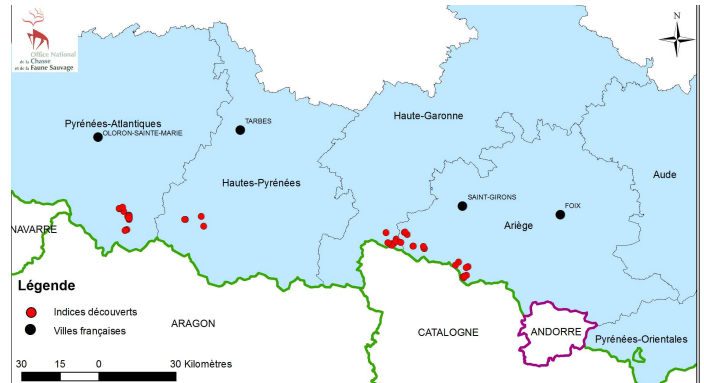 Office National
de la Chasse
et de la Faune Sauvage
N
Pyrénées-Atlantiques
OLORON-SAINTE-MARIE
TARBES
Haute-Garonne
Hautes-Pyrénées
SAINT-GIRONS
FOIX
Ariège
Aude
NAVARRE
Légende
Indices découverts
Villes françaises
ARAGON
CATALOGNE
ANDORRE
Pyrénées-Orientales
30 15 0 30 Kilomètres